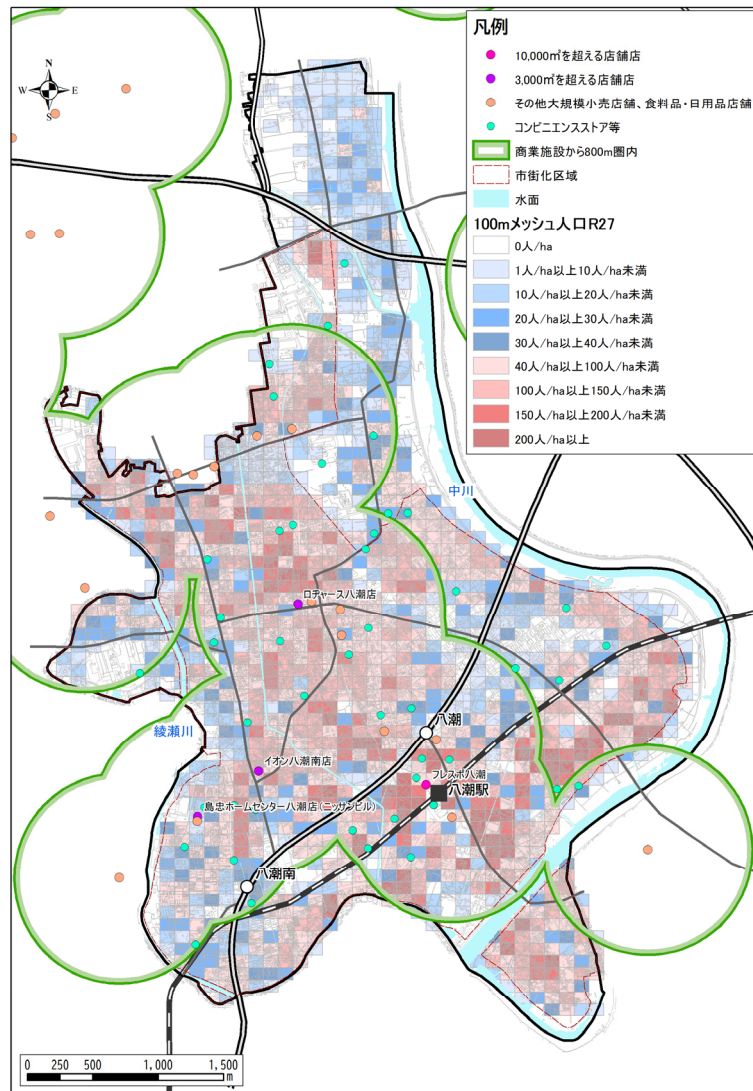 凡例
10,000㎡を超える店舗店
3,000㎡を超える店舗店
その他大規模小売店舗、食料品・日用品店舗
コンビニエンスストア等
商業施設から800m圏内
市街化区域
水面
100mメッシュ人口R27
0人/ha
1人/ha以上10人/ha未満
10人/ha以上20人/ha未満
20人/ha以上30人/ha未満
30人/ha以上40人/ha未満
40人/ha以上100人/ha未満
100人/ha以上150人/ha未満
150人/ha以上200人/ha未満
200人/ha以上
N
W
E
S
中川
ロヂャース八潮店
綾瀬川
八潮
イオン八潮南店
フレスポ八潮
八潮駅
島忠ホームセンター八潮店(ニッサンビル)
八潮南
0 250 500 1,000 1,500
m